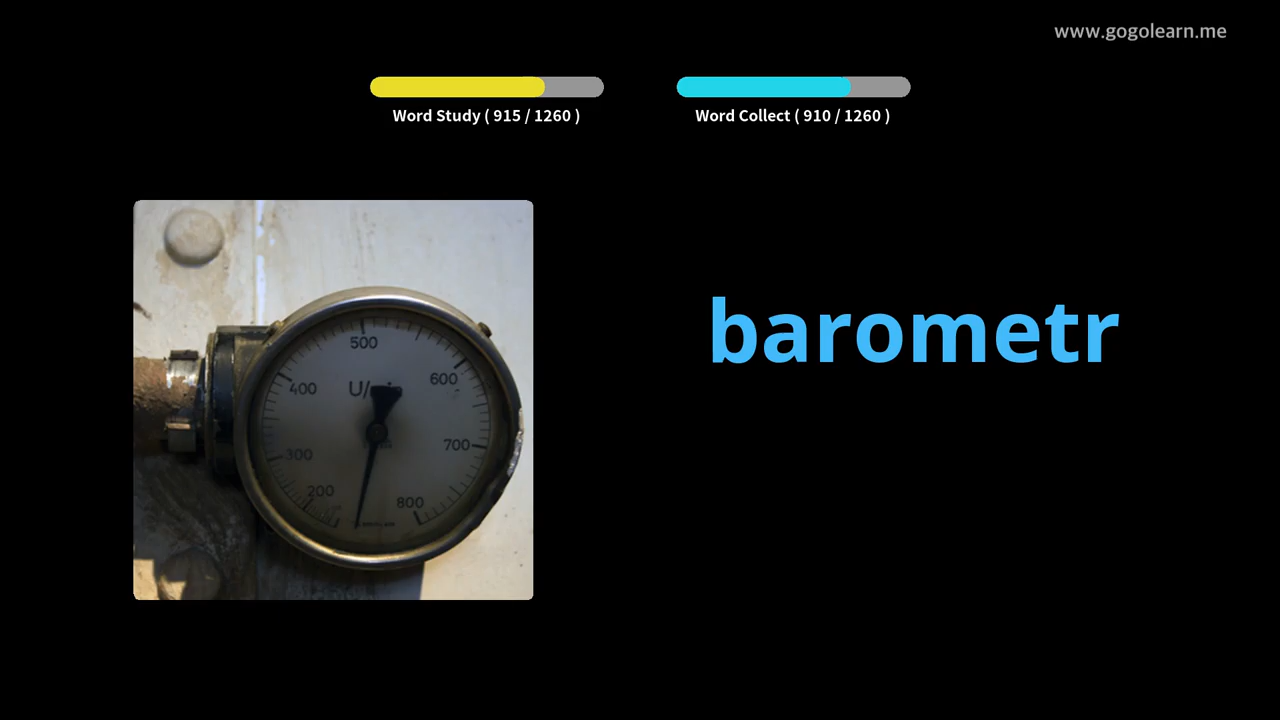 www.gogolearn.me
Word Study ( 915 / 1260 )
Word Collect ( 910 / 1260 )
barometr
500
400
600
U/
300
700
200
800